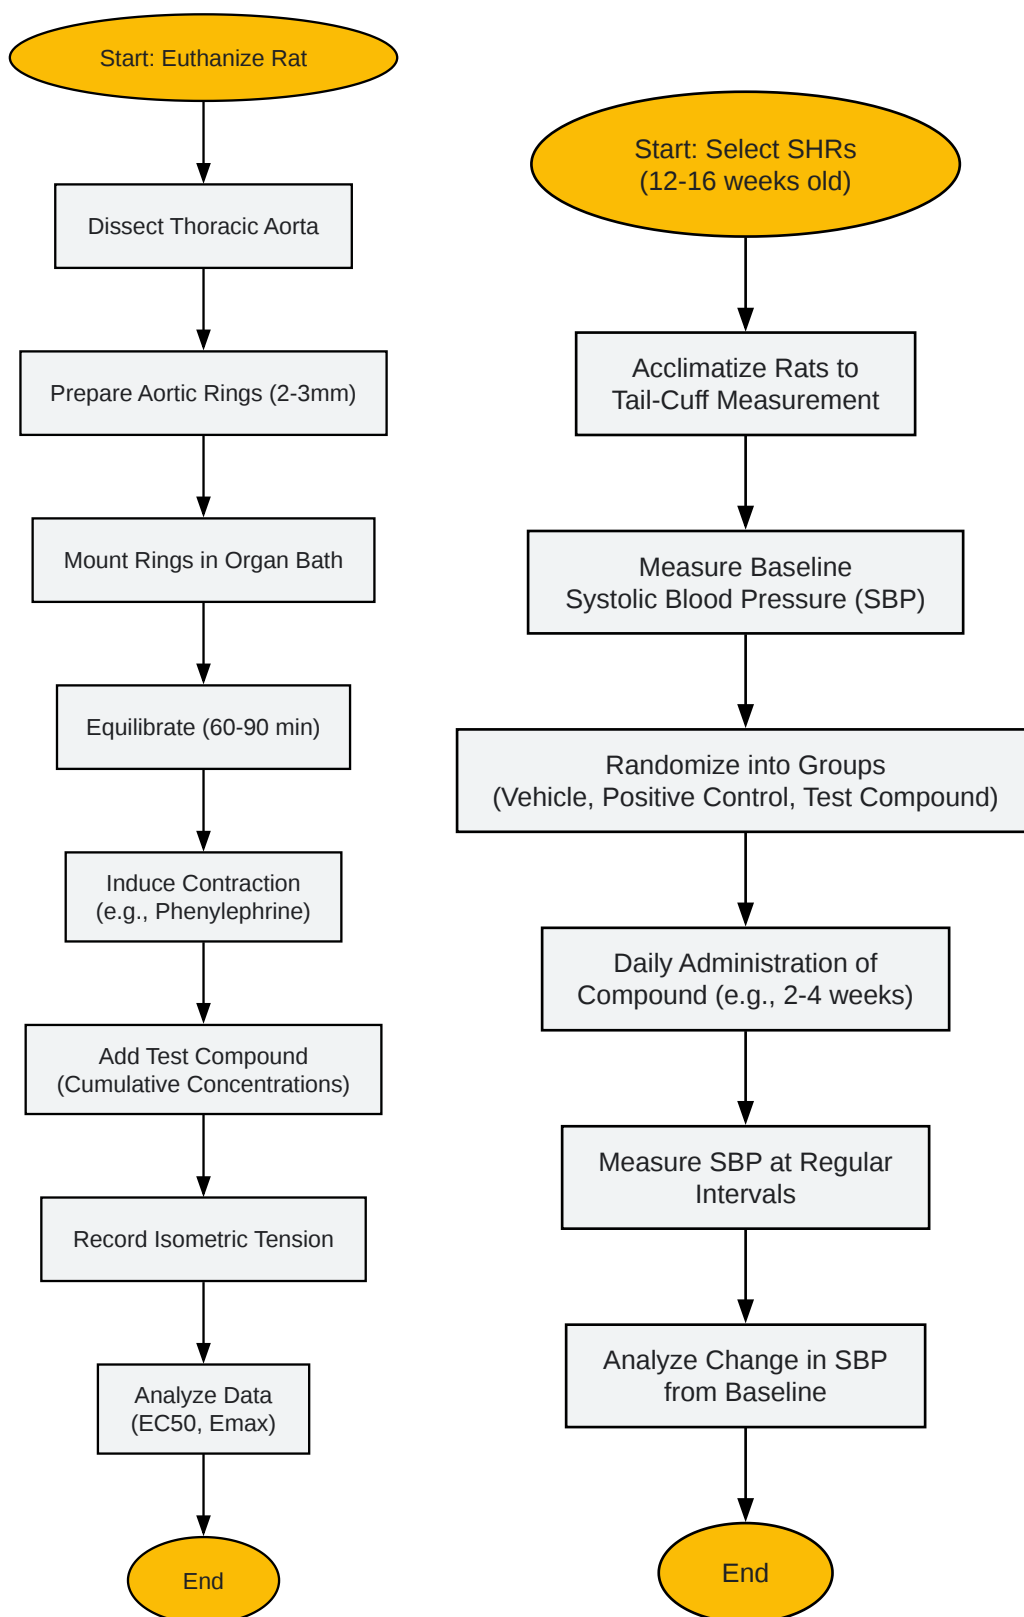 Start: Euthanize Rat
Dissect Thoracic Aorta
Prepare Aortic Rings (2-3mm)
Mount Rings in Organ Bath
Equilibrate (60-90 min)
Induce Contraction
(e.g., Phenylephrine)
Add Test Compound
(Cumulative Concentrations)
Record Isometric Tension
Analyze Data
(EC50, Emax)
End
Start: Select SHRs
(12-16 weeks old)
Acclimatize Rats to
Tail-Cuff Measurement
Measure Baseline
Systolic Blood Pressure (SBP)
Randomize into Groups
(Vehicle, Positive Control, Test Compound)
Daily Administration of
Compound (e.g., 2-4 weeks)
Measure SBP at Regular
Intervals
Analyze Change in SBP
from Baseline
End